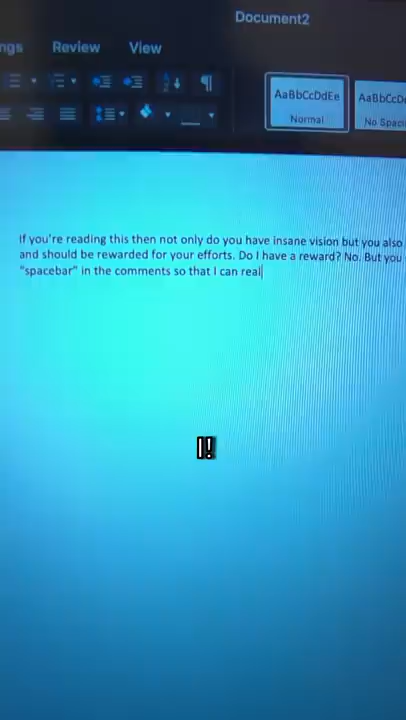 Document2
ngs Review View
AaBbCcDdEe
AaBbCcD
Normal
No Spaci
If you're reading this then not only do you have insane vision but you also
and should be rewarded for your efforts. Do I have a reward? No. But you
"spacebar" in the comments so that I can real
I!